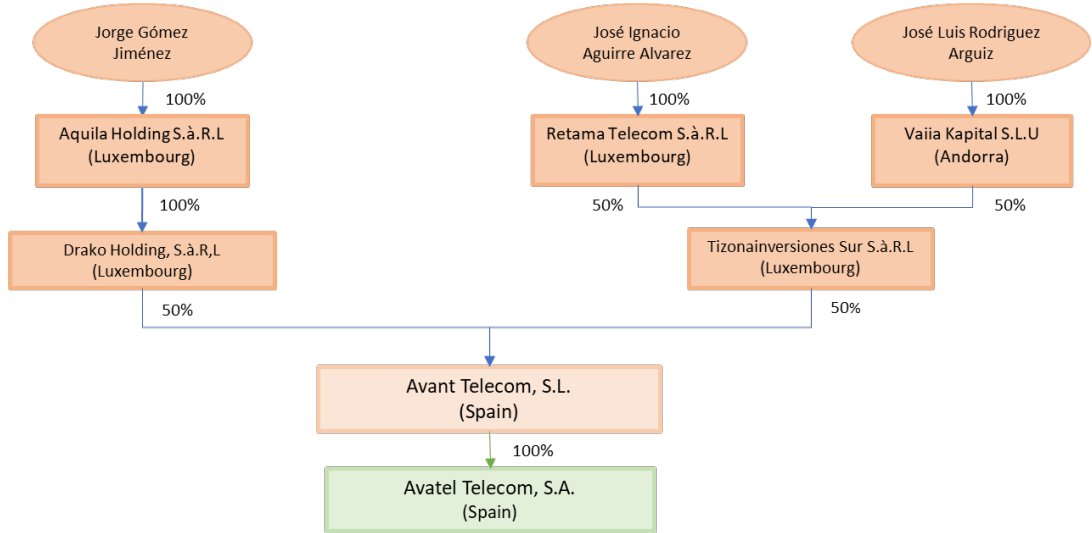 Jorge Gómez
Jiménez
José Ignacio
Aguirre Alvarez
José Luis Rodriguez
Arguiz
100%
100%
100%
Aquila Holding S.à.R.L
(Luxembourg)
Retama Telecom S.à.R.L
(Luxembourg)
Vaiia Kapital S.L.U
(Andorra)
100%
50%
50%
Drako Holding, S.à.R,L
(Luxembourg)
Tizonainversiones Sur S.à.R.L
(Luxembourg)
50%
50%
Avant Telecom, S.L.
(Spain)
100%
Avatel Telecom, S.A.
(Spain)